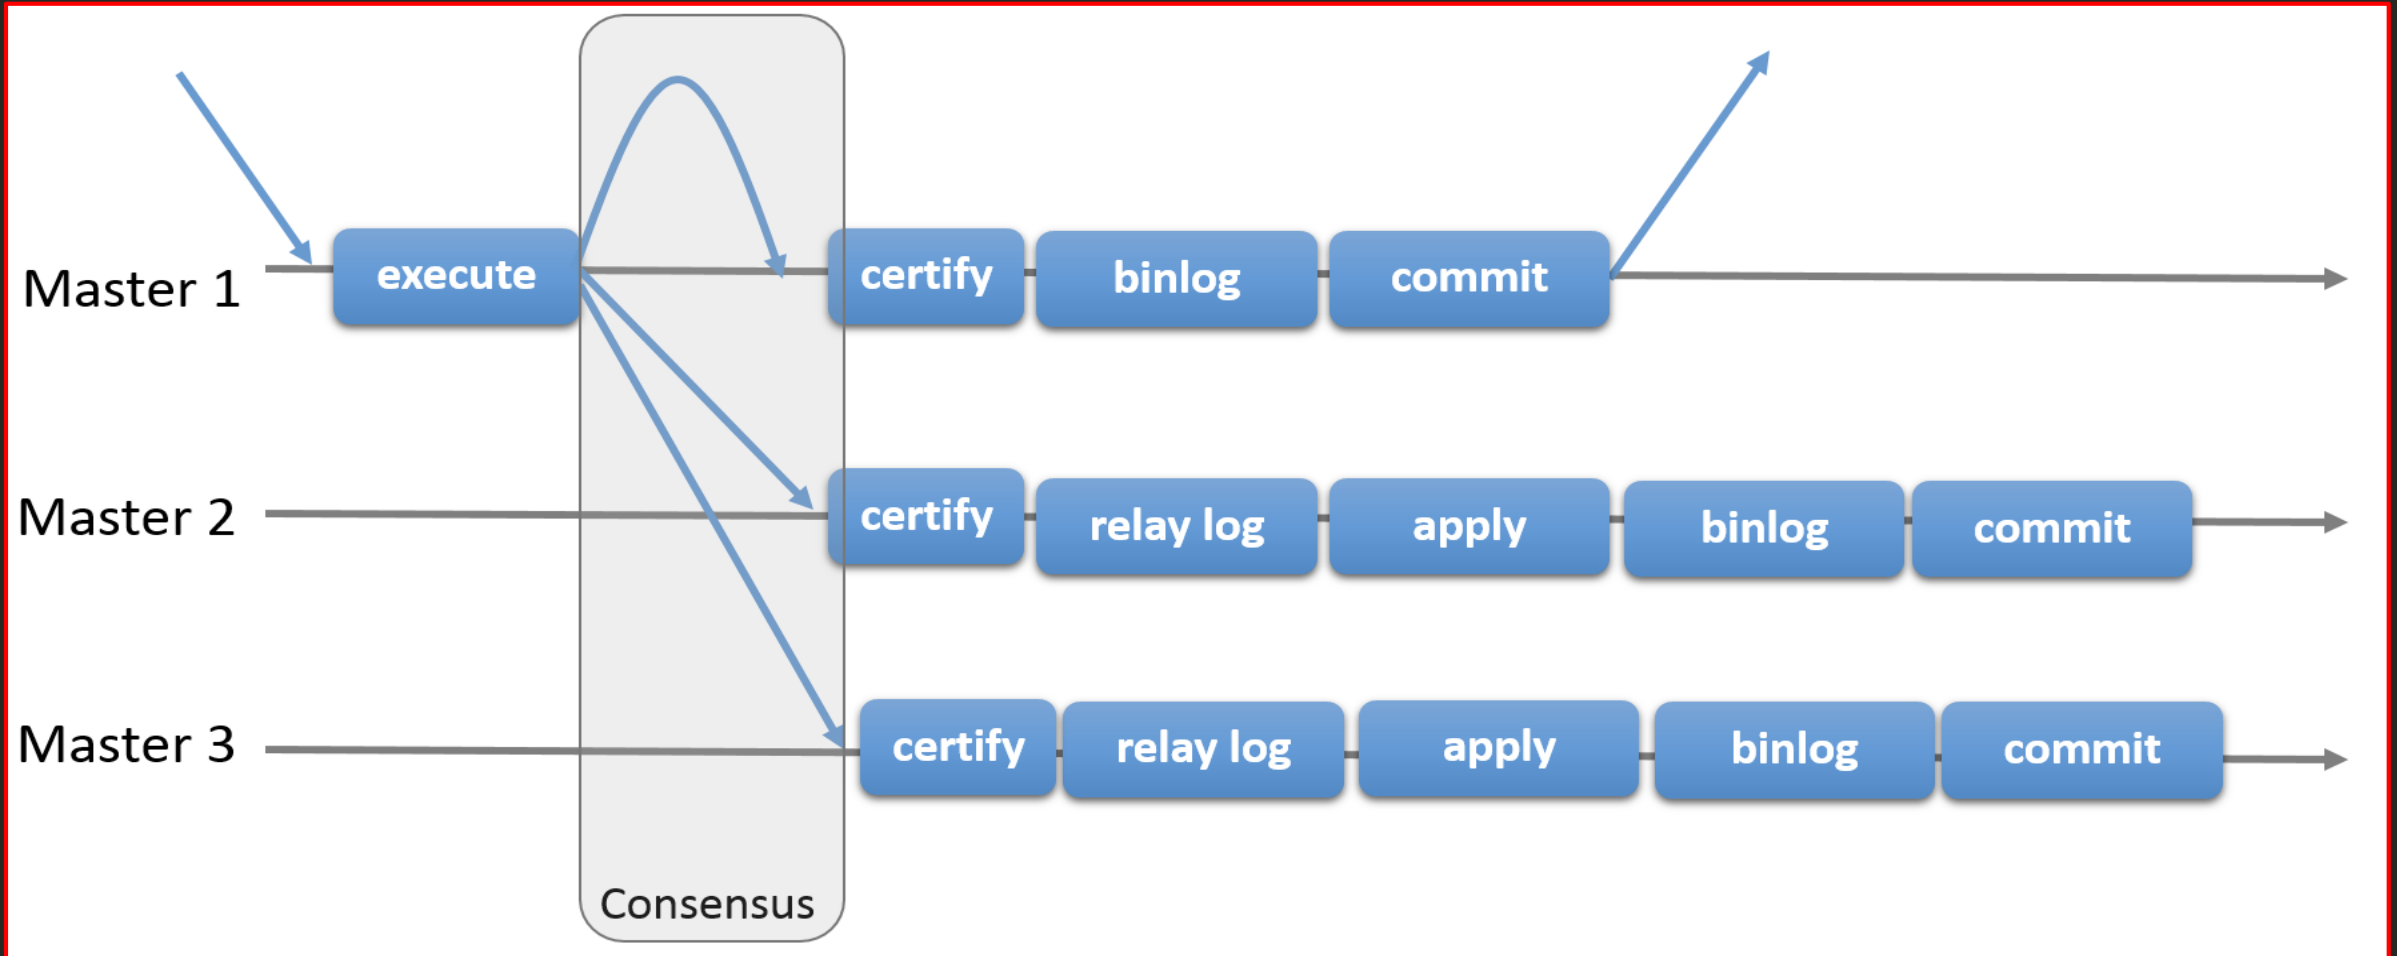 Master 1
execute
certify
binlog
commit
Master 2
certify
relay log
apply
binlog
commit
Master 3
certify
relay log
apply
binlog
commit
Consensus